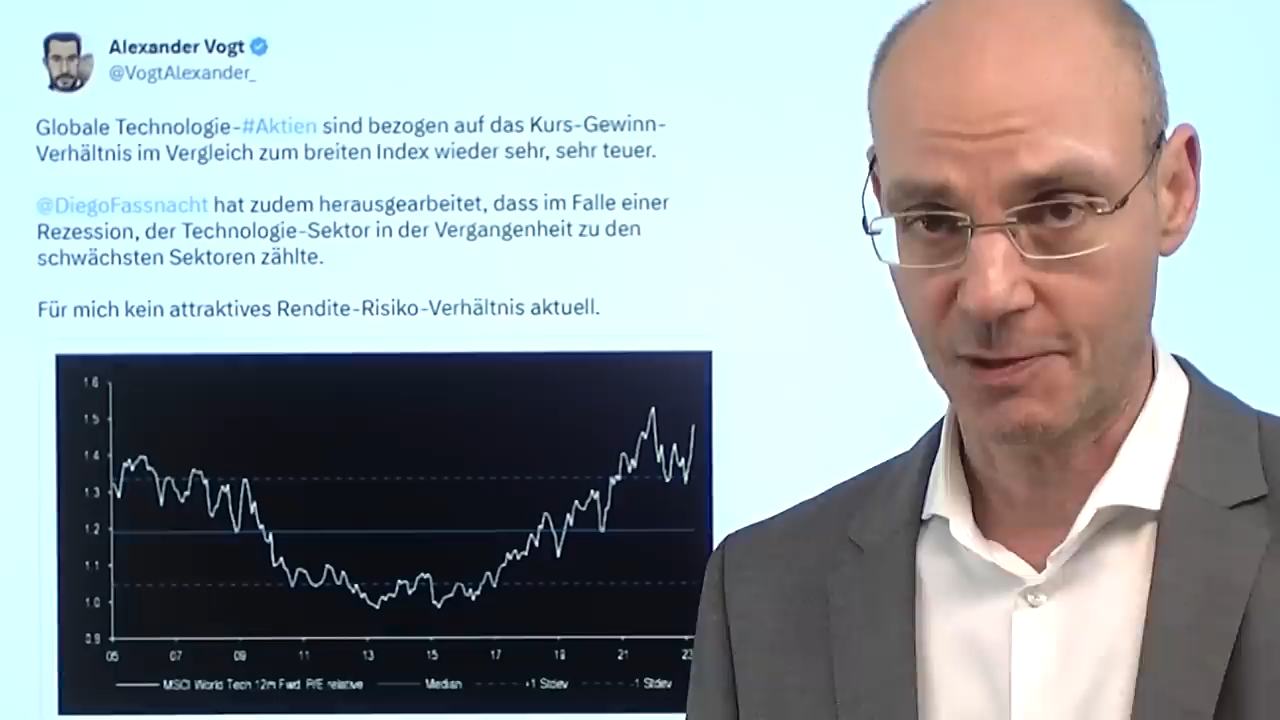 Alexander Vogt
@VogtAlexander_
Globale Technologie-#Aktien sind bezogen auf das Kurs-Gewinn-
Verhältnis im Vergleich zum breiten Index wieder sehr, sehr teuer.
@DiegoFassnacht hat zudem herausgearbeitet, dass im Falle einer
Rezession, der Technologie-Sektor in der Vergangenheit zu den
schwächsten Sektoren zählte.
Für mich kein attraktives Rendite-Risiko-Verhältnis aktuell.
1.6
1.5
1.4
1.3
1.2
1.1
1.0
0.9
05 07 09 11 13 15 17 19 21 23
MSCI World Tech 12m Fwd. P/E relative Median +1 Stdev -1 Stdev